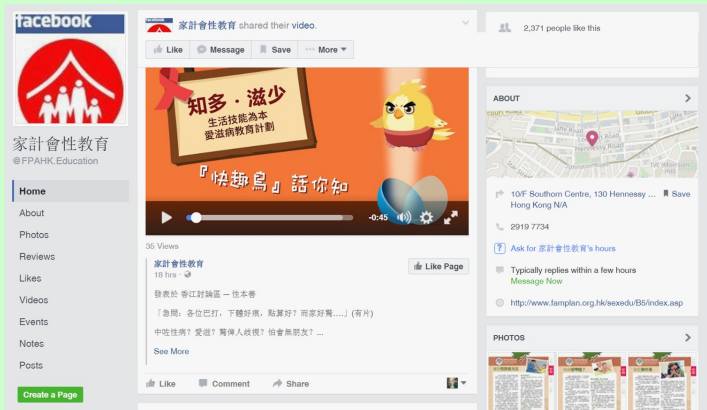 facebook
家計會性教育
@FPAHK.Education
Home
About
Photos
Reviews
Likes
Videos
Events
Notes
Posts
Create a Page
家計會性教育 shared their video.
Like
Message
Save
More
知多·滋少
生活技能為本
愛滋病教育計劃
『快趣鳥』話你知
-0:45
35 Views
家計會性教育
18 hrs ·
Like Page
發表於 香江討論區 — 性本善
「急問：各位巴打，下體好痕，點算好？而家好驚....」(有片)
中咗性病？愛滋？驚俾人歧視？怕會無朋友？...
See More
Like
Comment
Share
2,371 people like this
ABOUT
Jaffe Road
Hennessy Road
10/F Southorn Centre, 130 Hennessy ...
Hong Kong N/A
Save
2919 7734
Ask for 家計會性教育's hours
Typically replies within a few hours
Message Now
http://www.famplan.org.hk/sexedu/B5/index.asp
PHOTOS